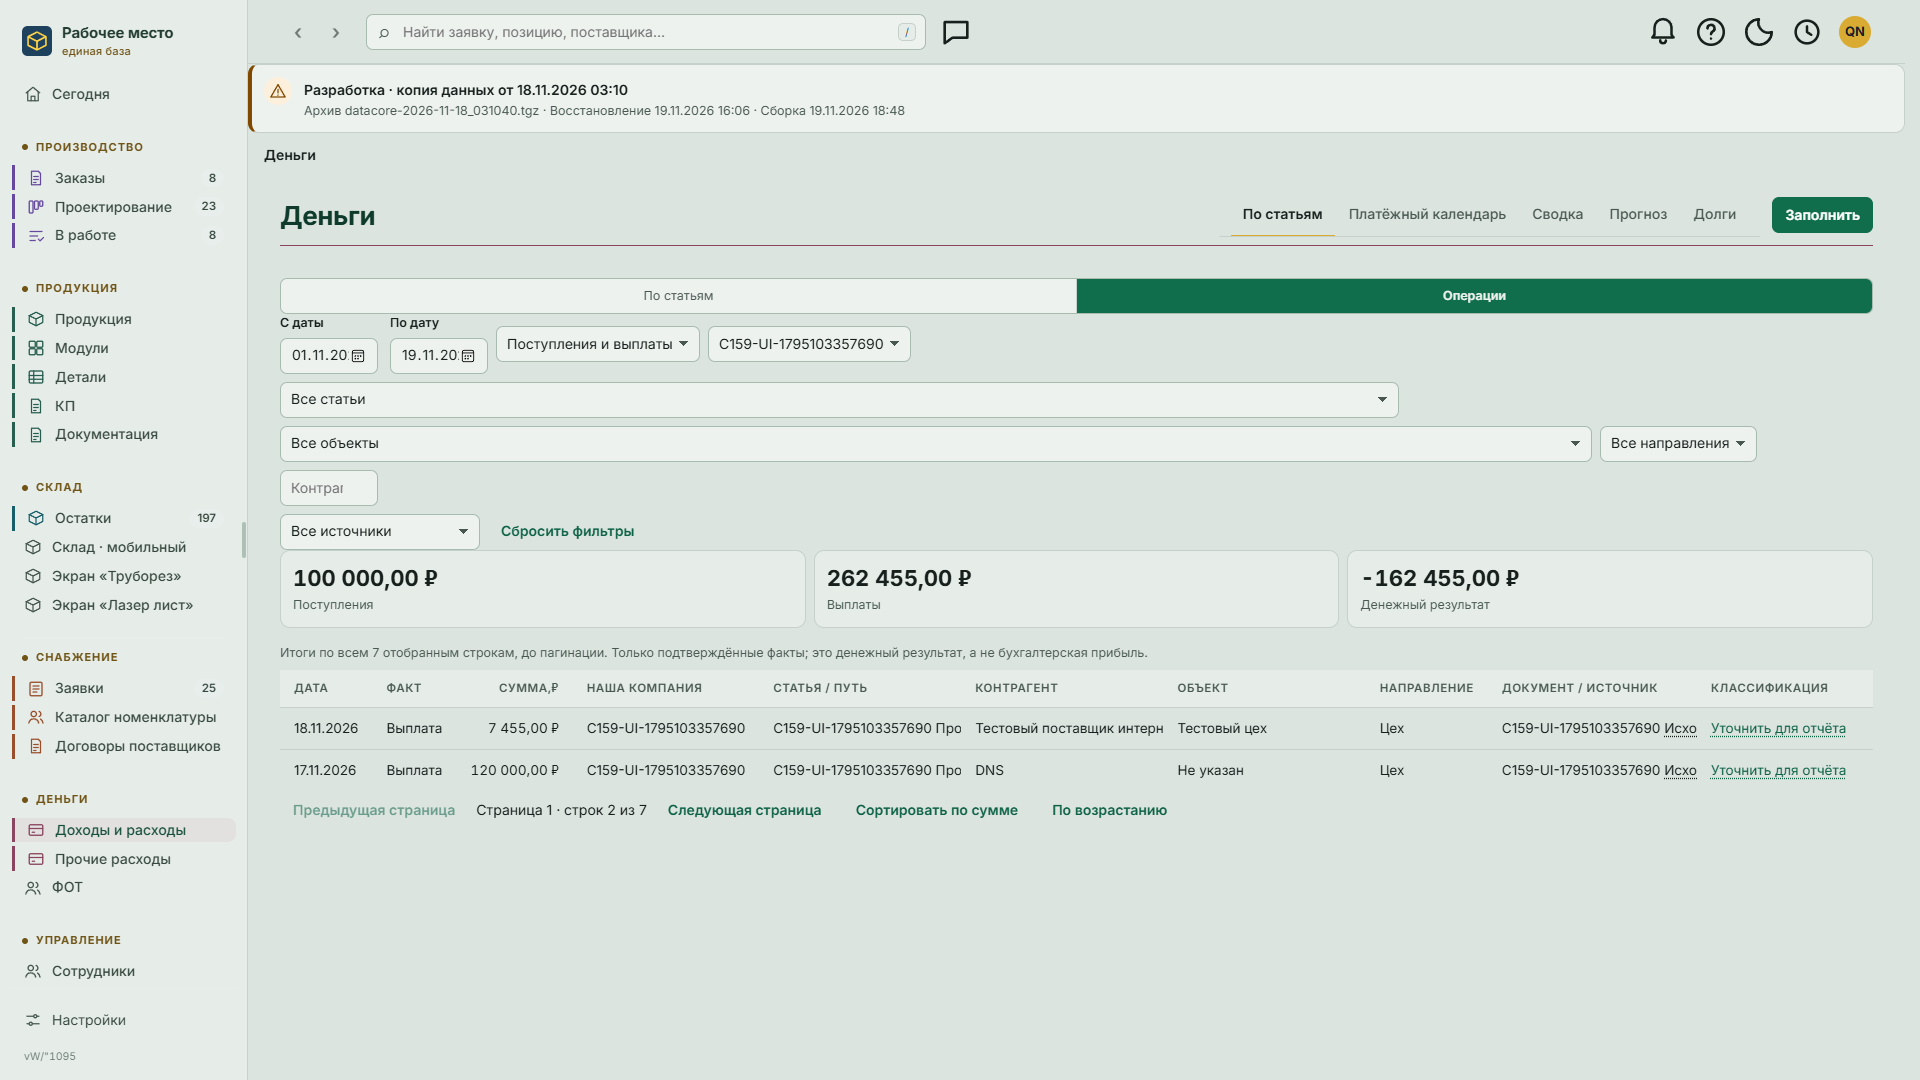 Рабочее место
единая база
Сегодня
ПРОИЗВОДСТВО
Заказы 8
Проектирование 23
В работе 8
ПРОДУКЦИЯ
Продукция
Модули
Детали
КП
Документация
СКЛАД
Остатки 197
Склад · мобильный
Экран «Труборез»
Экран «Лазер лист»
СНАБЖЕНИЕ
Заявки 25
Каталог номенклатуры
Договоры поставщиков
ДЕНЬГИ
Доходы и расходы
Прочие расходы
ФОТ
УПРАВЛЕНИЕ
Сотрудники
Настройки
vW/"1095
Найти заявку, позицию, поставщика... /
QN
Разработка · копия данных от 18.11.2026 03:10
Архив datacore-2026-11-18_031040.tgz · Восстановление 19.11.2026 16:06 · Сборка 19.11.2026 18:48
Деньги
Деньги
По статьям Платёжный календарь Сводка Прогноз Долги Заполнить
По статьям Операции
С даты По дату
01.11.20 19.11.20 Поступления и выплаты C159-UI-1795103357690
Все статьи
Все объекты Все направления
Контраг
Все источники Сбросить фильтры
100 000,00 ₽ 262 455,00 ₽ -162 455,00 ₽
Поступления Выплаты Денежный результат
Итоги по всем 7 отобранным строкам, до пагинации. Только подтверждённые факты; это денежный результат, а не бухгалтерская прибыль.
ДАТА ФАКТ СУММА,₽ НАША КОМПАНИЯ СТАТЬЯ / ПУТЬ КОНТРАГЕНТ ОБЪЕКТ НАПРАВЛЕНИЕ ДОКУМЕНТ / ИСТОЧНИК КЛАССИФИКАЦИЯ
18.11.2026 Выплата 7 455,00 ₽ C159-UI-1795103357690 C159-UI-1795103357690 Про Тестовый поставщик интерн Тестовый цех Цех C159-UI-1795103357690 Исхо Уточнить для отчёта
17.11.2026 Выплата 120 000,00 ₽ C159-UI-1795103357690 C159-UI-1795103357690 Про DNS Не указан Цех C159-UI-1795103357690 Исхо Уточнить для отчёта
Предыдущая страница Страница 1 · строк 2 из 7 Следующая страница Сортировать по сумме По возрастанию